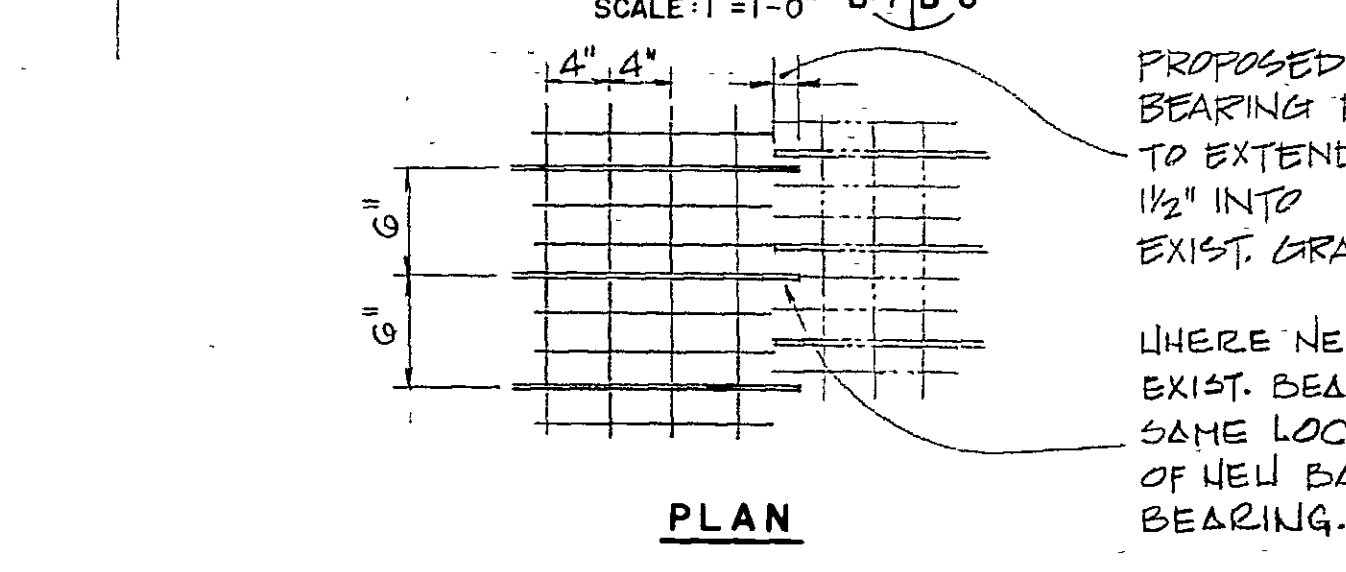 SCALE: 1"=1'-0"
4" 4"
6"
6"
PROPOSED
BEARING
TO EXTEND
1½" INTO
EXIST. GRA
WHERE NE
EXIST. BEA
SAME LOC
OF NEW BA
BEARING.
PLAN